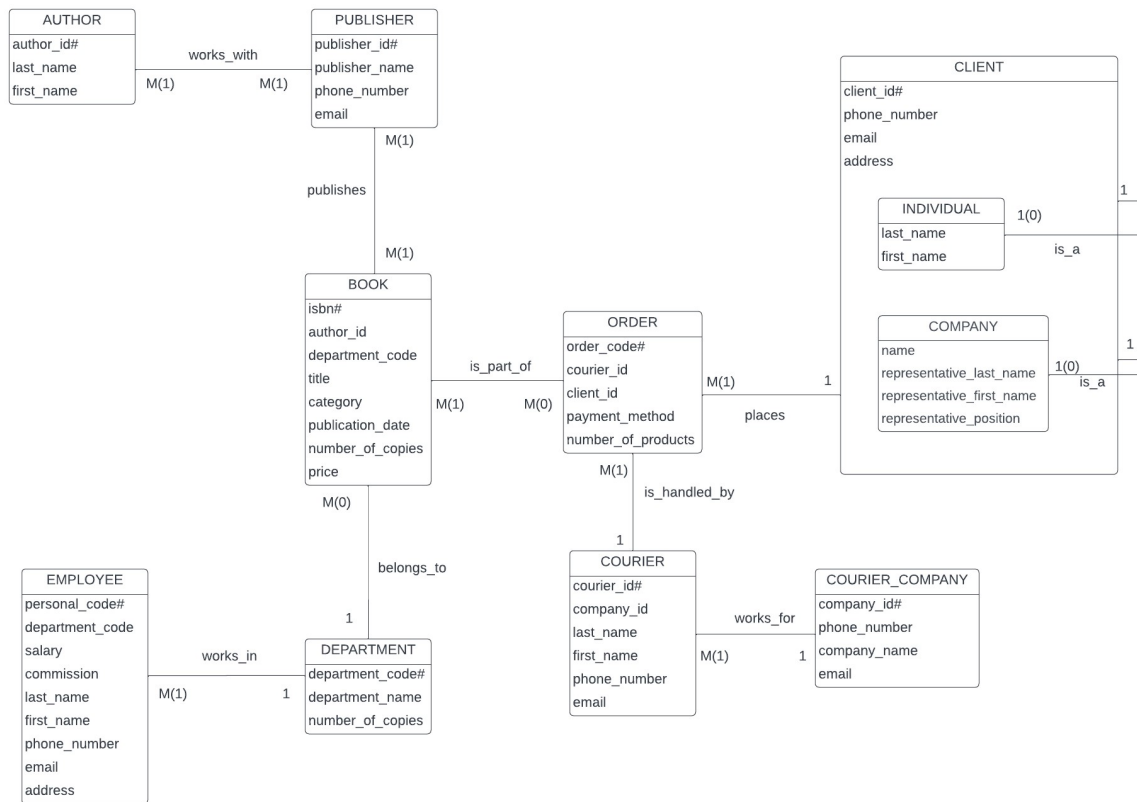 AUTHOR
author_id#
last_name
first_name
works_with
M(1)
M(1)
PUBLISHER
publisher_id#
publisher_name
phone_number
email
M(1)
publishes
M(1)
CLIENT
client_id#
phone_number
email
address
1
INDIVIDUAL
last_name
first_name
1(0)
is_a
COMPANY
name
representative_last_name
representative_first_name
representative_position
1
1(0)
is_a
BOOK
isbn#
author_id
department_code
title
category
publication_date
number_of_copies
price
is_part_of
M(1)
M(0)
ORDER
order_code#
courier_id
client_id
payment_method
number_of_products
M(1)
1
places
M(1)
is_handled_by
1
M(0)
belongs_to
1
EMPLOYEE
personal_code#
department_code
salary
commission
last_name
first_name
phone_number
email
address
works_in
M(1)
1
DEPARTMENT
department_code#
department_name
number_of_copies
COURIER
courier_id#
company_id
last_name
first_name
phone_number
email
works_for
M(1)
1
COURIER_COMPANY
company_id#
phone_number
company_name
email